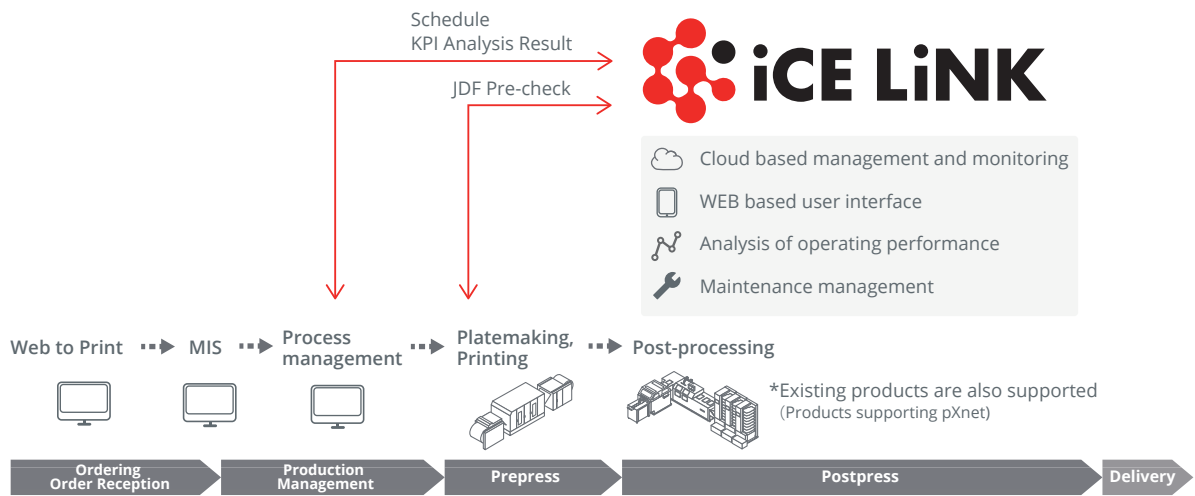 Schedule
KPI Analysis Result
JDF Pre-check
iCE LiNK
Cloud based management and monitoring
WEB based user interface
Analysis of operating performance
Maintenance management
Web to Print
MIS
Process
management
Platemaking,
Printing
Post-processing
*Existing products are also supported
(Products supporting pXnet)
Ordering
Order Reception
Production
Management
Prepress
Postpress
Delivery